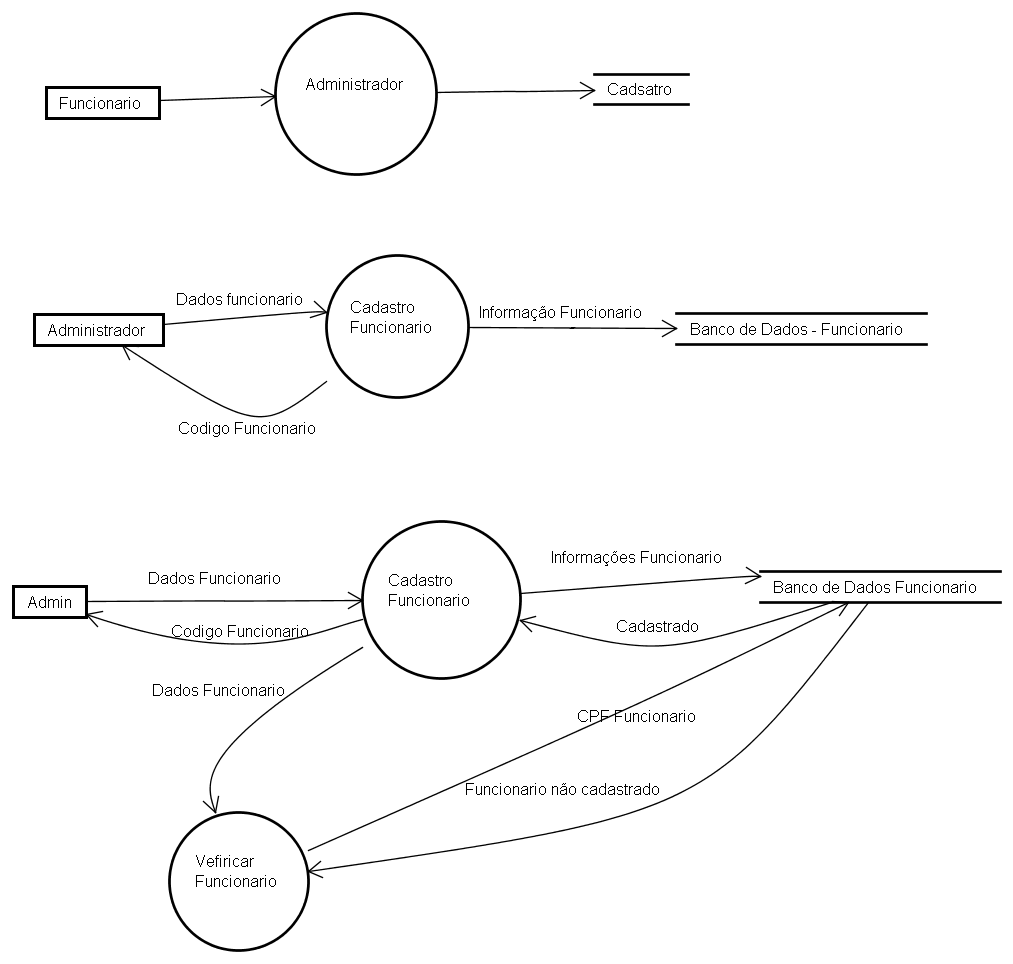 Administrador
Cadsatro
Funcionario
Dados funcionario
Cadastro
Funcionario
Informação Funcionario
Administrador
Banco de Dados - Funcionario
Codigo Funcionario
Informações Funcionario
Dados Funcionario
Cadastro
Funcionario
Banco de Dados Funcionario
Admin
Codigo Funcionario
Cadastrado
Dados Funcionario
CPF Funcionario
Funcionario não cadastrado
Vefiricar
Funcionario